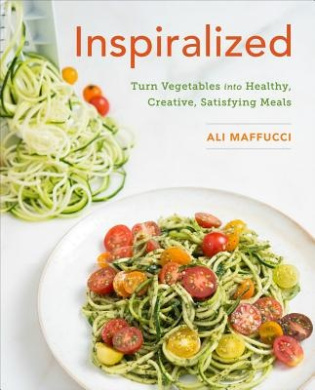 Inspiralized
Turn Vegetables into Healthy,
Creative, Satisfying Meals
ALI MAFFUCCI